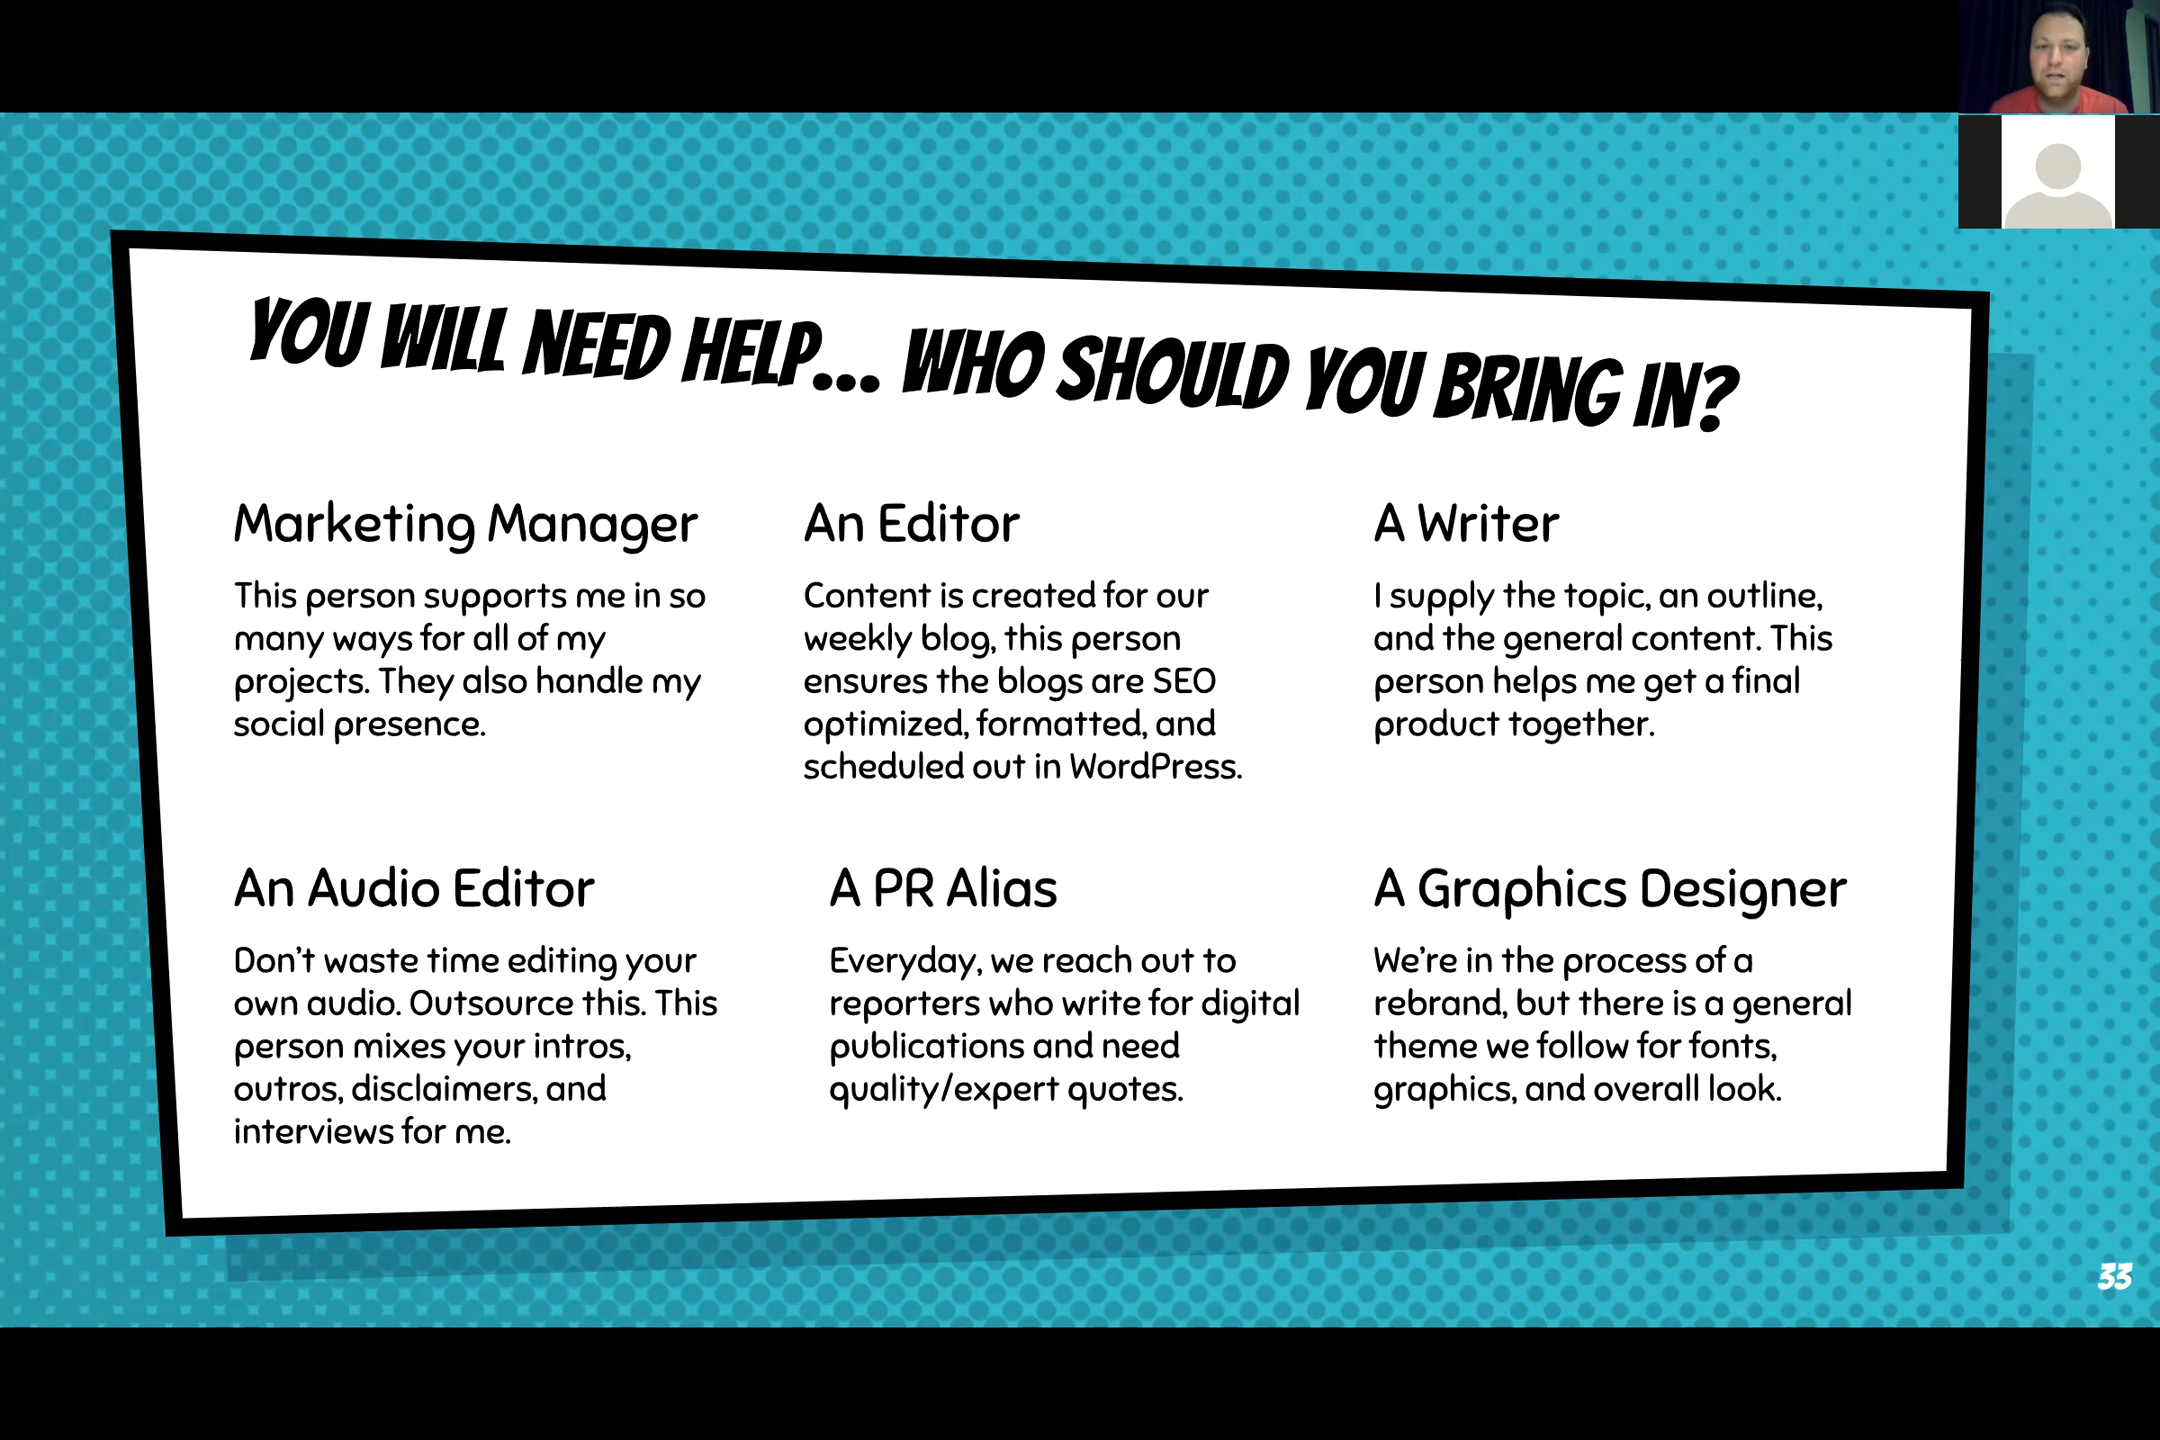 YOU WILL NEED HELP... WHO SHOULD YOU BRING IN?
Marketing Manager
This person supports me in so
many ways for all of my
projects. They also handle my
social presence.
An Editor
Content is created for our
weekly blog, this person
ensures the blogs are SEO
optimized, formatted, and
scheduled out in WordPress.
A Writer
I supply the topic, an outline,
and the general content. This
person helps me get a final
product together.
An Audio Editor
Don't waste time editing your
own audio. Outsource this. This
person mixes your intros,
outros, disclaimers, and
interviews for me.
A PR Alias
Everyday, we reach out to
reporters who write for digital
publications and need
quality/expert quotes.
A Graphics Designer
We're in the process of a
rebrand, but there is a general
theme we follow for fonts,
graphics, and overall look.
33